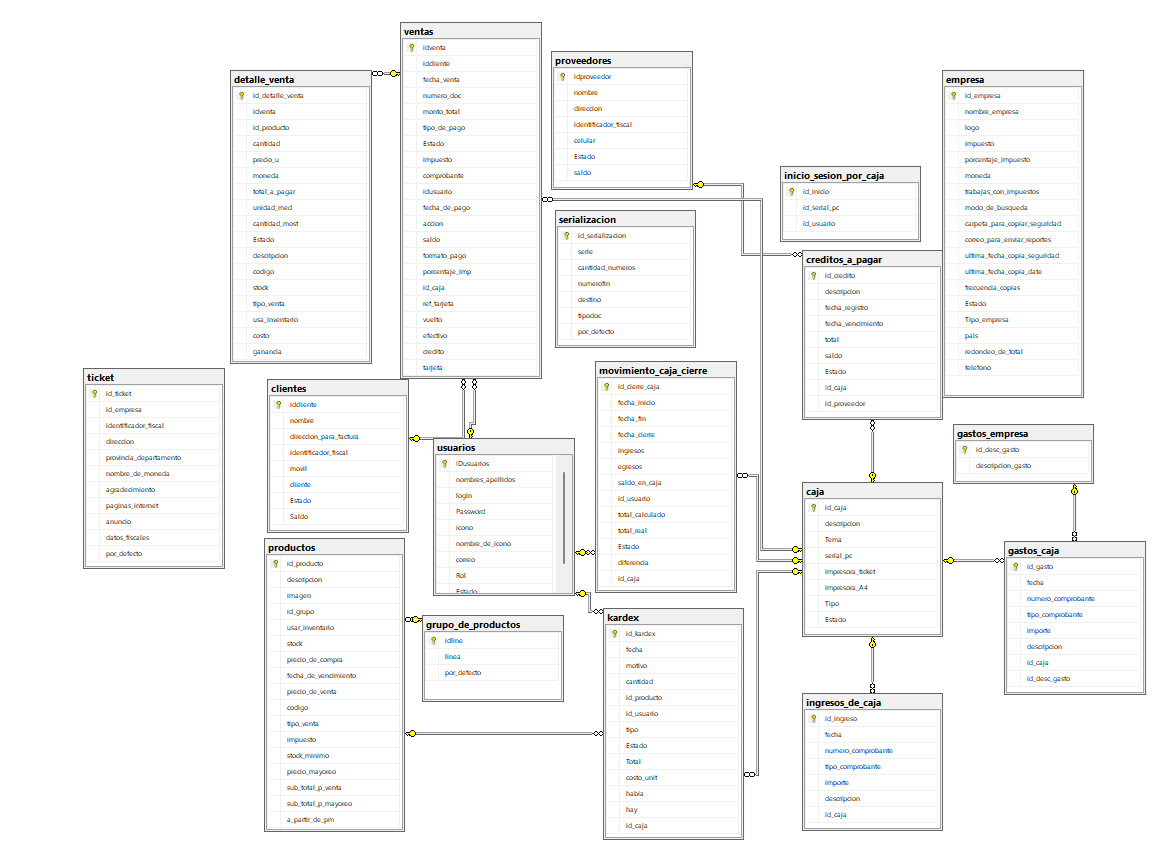 ventas
idventa
idcliente
fecha_venta
numero_doc
monto_total
tipo_de_pago
Estado
impuesto
comprobante
idusuario
fecha_de_pago
accion
saldo
formato_pago
porcentaje_imp
id_caja
ref_tarjeta
vuelto
efectivo
credito
tarjeta
detalle_venta
id_detalle_venta
idventa
id_producto
cantidad
precio_u
moneda
total_a_pagar
unidad_med
cantidad_most
Estado
descripcion
codigo
stock
tipo_venta
usa_inventario
costo
ganancia
proveedores
idproveedor
nombre
direccion
identificador_fiscal
celular
Estado
saldo
empresa
id_empresa
nombre_empresa
logo
impuesto
porcentaje_impuesto
moneda
trabajas_con_impuestos
modo_de_busqueda
carpeta_para_copiar_seguridad
correo_para_enviar_reportes
ultima_fecha_copia_seguridad
ultima_fecha_copia_date
frecuencia_copias
Estado
Tipo_empresa
pais
redondeo_de_total
telefono
inicio_sesion_por_caja
id_inicio
id_serial_pc
id_usuario
serializacion
id_serializacion
serie
cantidad_numeros
numerofin
destino
tipodoc
por_defecto
creditos_a_pagar
id_credito
descripcion
fecha_registro
fecha_vencimiento
total
saldo
Estado
id_caja
id_proveedor
ticket
id_ticket
id_empresa
identificador_fiscal
direccion
provincia_departamento
nombre_de_moneda
agradecimiento
paginas_internet
anuncio
datos_fiscales
por_defecto
clientes
idcliente
nombre
direccion_para_factura
identificador_fiscal
movil
cliente
Estado
Saldo
usuarios
IDusuarios
nombres_apellidos
login
Password
icono
nombre_de_icono
correo
Rol
Estado
movimiento_caja_cierre
id_cierre_caja
fecha_inicio
fecha_fin
fecha_cierre
ingresos
egresos
saldo_en_caja
id_usuario
total_calculado
total_real
Estado
diferencia
id_caja
gastos_empresa
id_desc_gasto
descripcion_gasto
caja
id_caja
descripcion
Tema
serial_pc
impresora_ticket
impresora_A4
Tipo
Estado
gastos_caja
id_gasto
fecha
numero_comprobante
tipo_comprobante
importe
descripcion
id_caja
id_desc_gasto
productos
id_producto
descripcion
imagen
id_grupo
usar_inventario
stock
precio_de_compra
fecha_de_vencimiento
precio_de_venta
codigo
tipo_venta
impuesto
stock_minimo
precio_mayoreo
sub_total_p_venta
sub_total_p_mayoreo
a_partir_de_pm
grupo_de_productos
idline
linea
por_defecto
kardex
id_kardex
fecha
motivo
cantidad
id_producto
id_usuario
tipo
Estado
Total
costo_unit
habia
hay
id_caja
ingresos_de_caja
id_ingreso
fecha
numero_comprobante
tipo_comprobante
importe
descripcion
id_caja